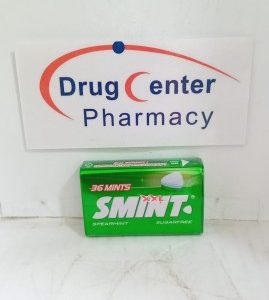 Drug Center
Pharmacy
36 MINTS
XXL
SMINT.
SPEARMINT SUGARFREE